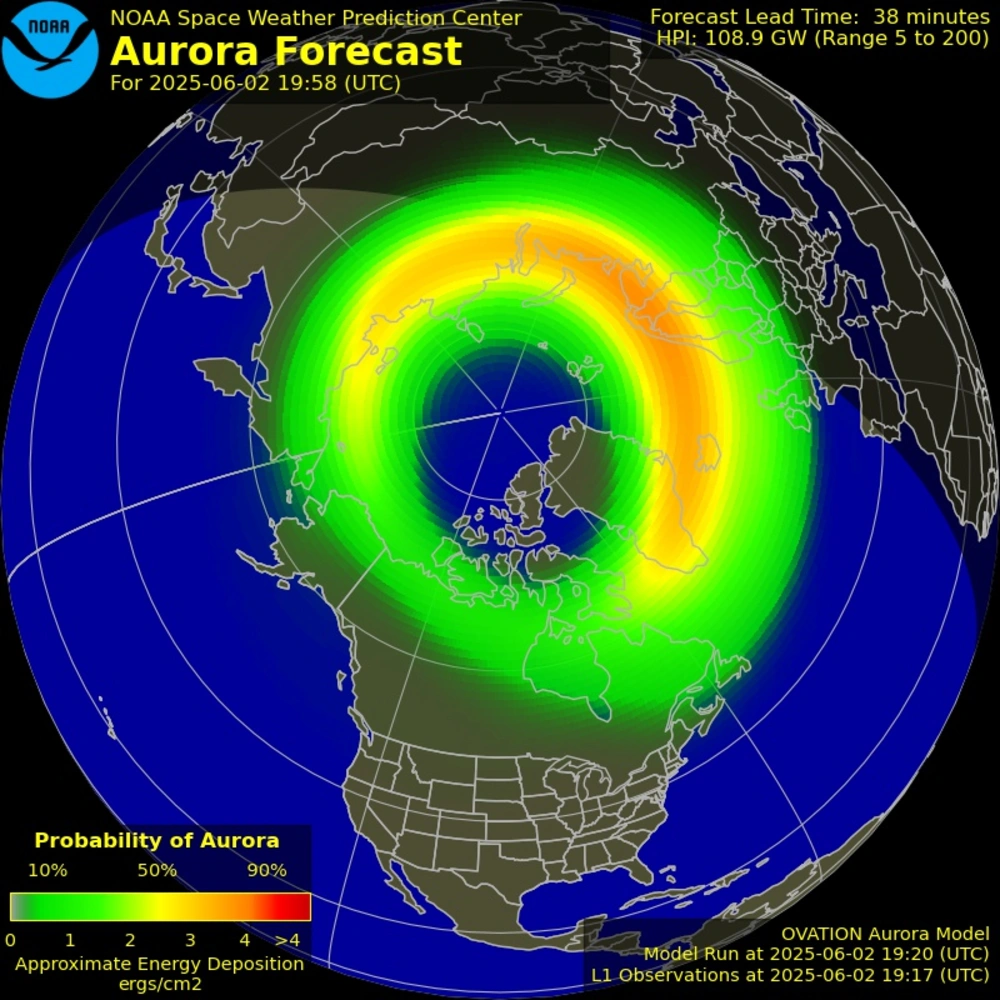 NOAA
NOAA Space Weather Prediction Center
Aurora Forecast
For 2025-06-02 19:58 (UTC)
Forecast Lead Time: 38 minutes
HPI: 108.9 GW (Range 5 to 200)
Probability of Aurora
10% 50% 90%
0 1 2 3 4 >4
Approximate Energy Deposition
ergs/cm2
OVATION Aurora Model
Model Run at 2025-06-02 19:20 (UTC)
L1 Observations at 2025-06-02 19:17 (UTC)